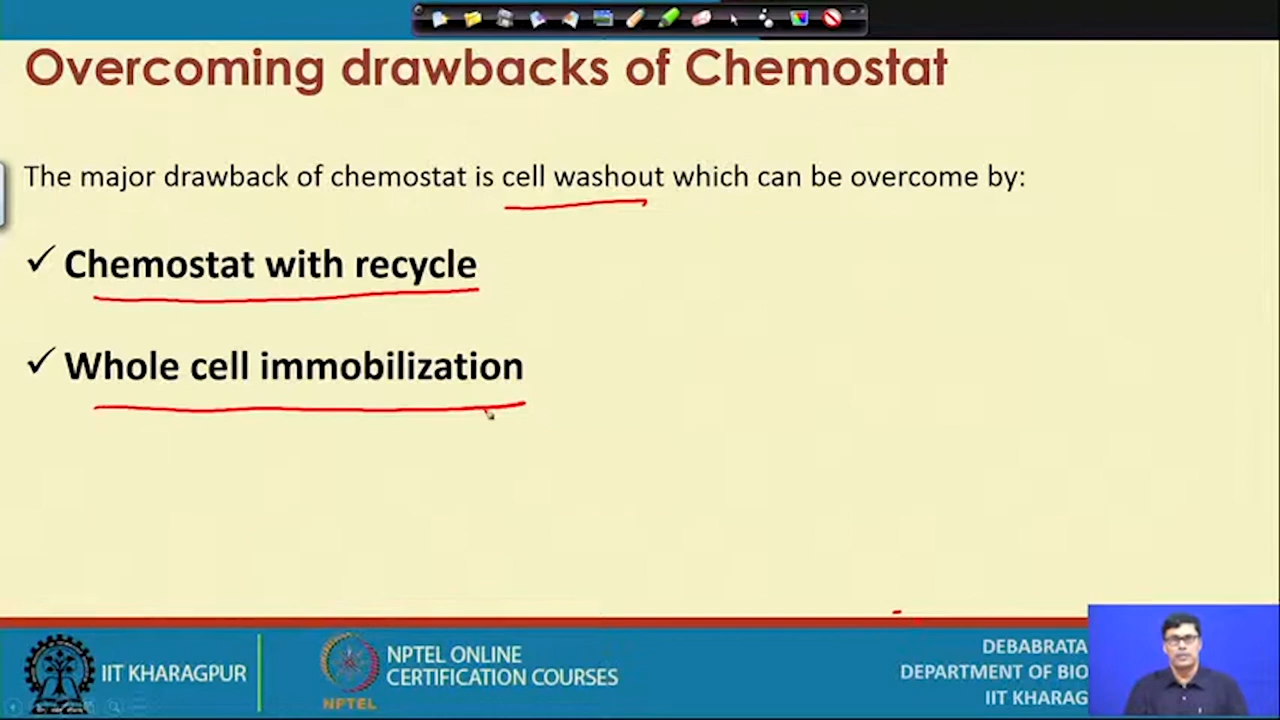 Overcoming drawbacks of Chemostat
The major drawback of chemostat is cell washout which can be overcome by:
✓ Chemostat with recycle
✓ Whole cell immobilization
IIT KHARAGPUR
NPTEL
NPTEL ONLINE
CERTIFICATION COURSES
DEBABRATA
DEPARTMENT OF BIO
IIT KHARAG